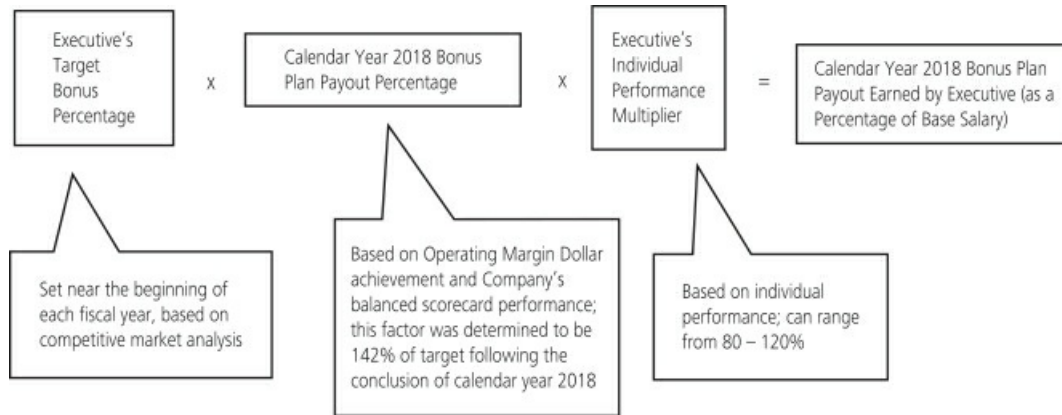 Executive's
Target
Bonus
Percentage
x
Calendar Year 2018 Bonus
Plan Payout Percentage
x
Executive's
Individual
Performance
Multiplier
=
Calendar Year 2018 Bonus Plan
Payout Earned by Executive (as a
Percentage of Base Salary)
Set near the beginning of
each fiscal year, based on
competitive market analysis
Based on Operating Margin Dollar
achievement and Company's
balanced scorecard performance;
this factor was determined to be
142% of target following the
conclusion of calendar year 2018
Based on individual
performance; can range
from 80 – 120%